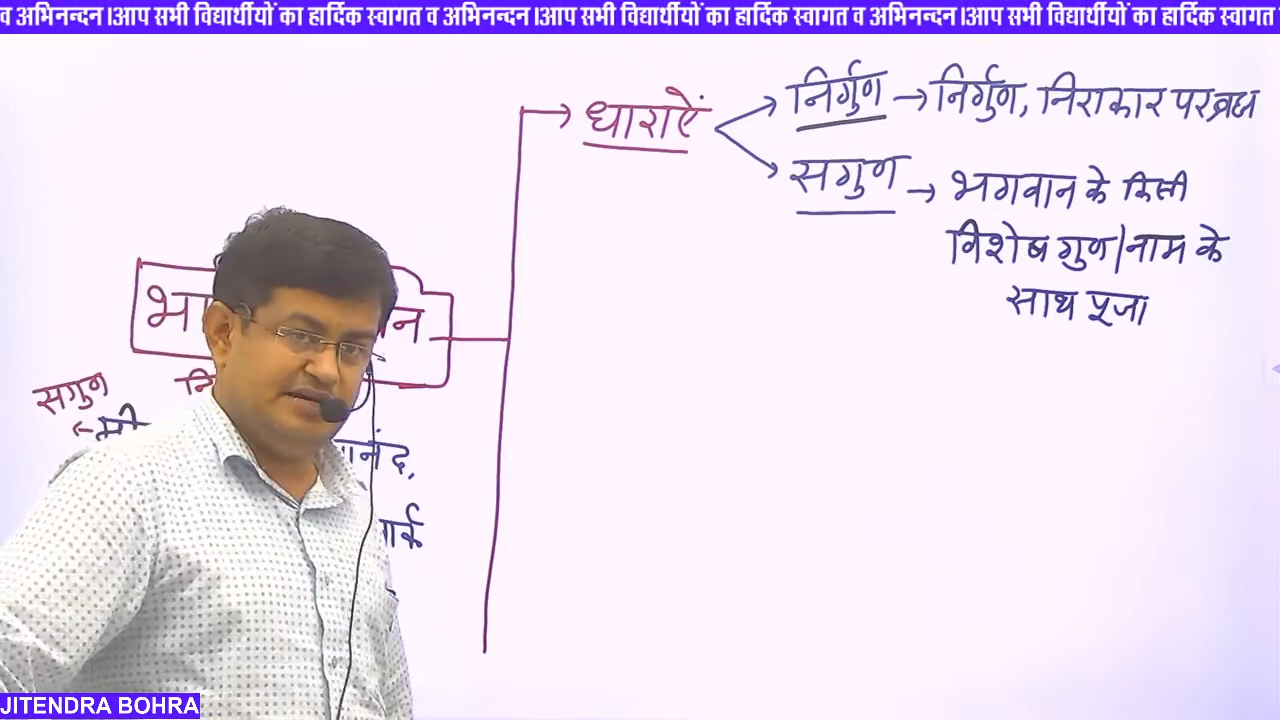 व अभिनन्दन ।आप सभी विद्यार्थीयों का हार्दिक स्वागत व अभिनन्दन ।आप सभी विद्यार्थीयों का हार्दिक स्वागत व अभिनन्दन ।आप सभी विद्यार्थीयों का हार्दिक स्वागत
धाराऐं
निर्गुण → निर्गुण, निराकार परब्रह्म
सगुण → भगवान के किसी
विशेष गुण/नाम के
साथ पूजा
सगुण
JITENDRA BOHRA